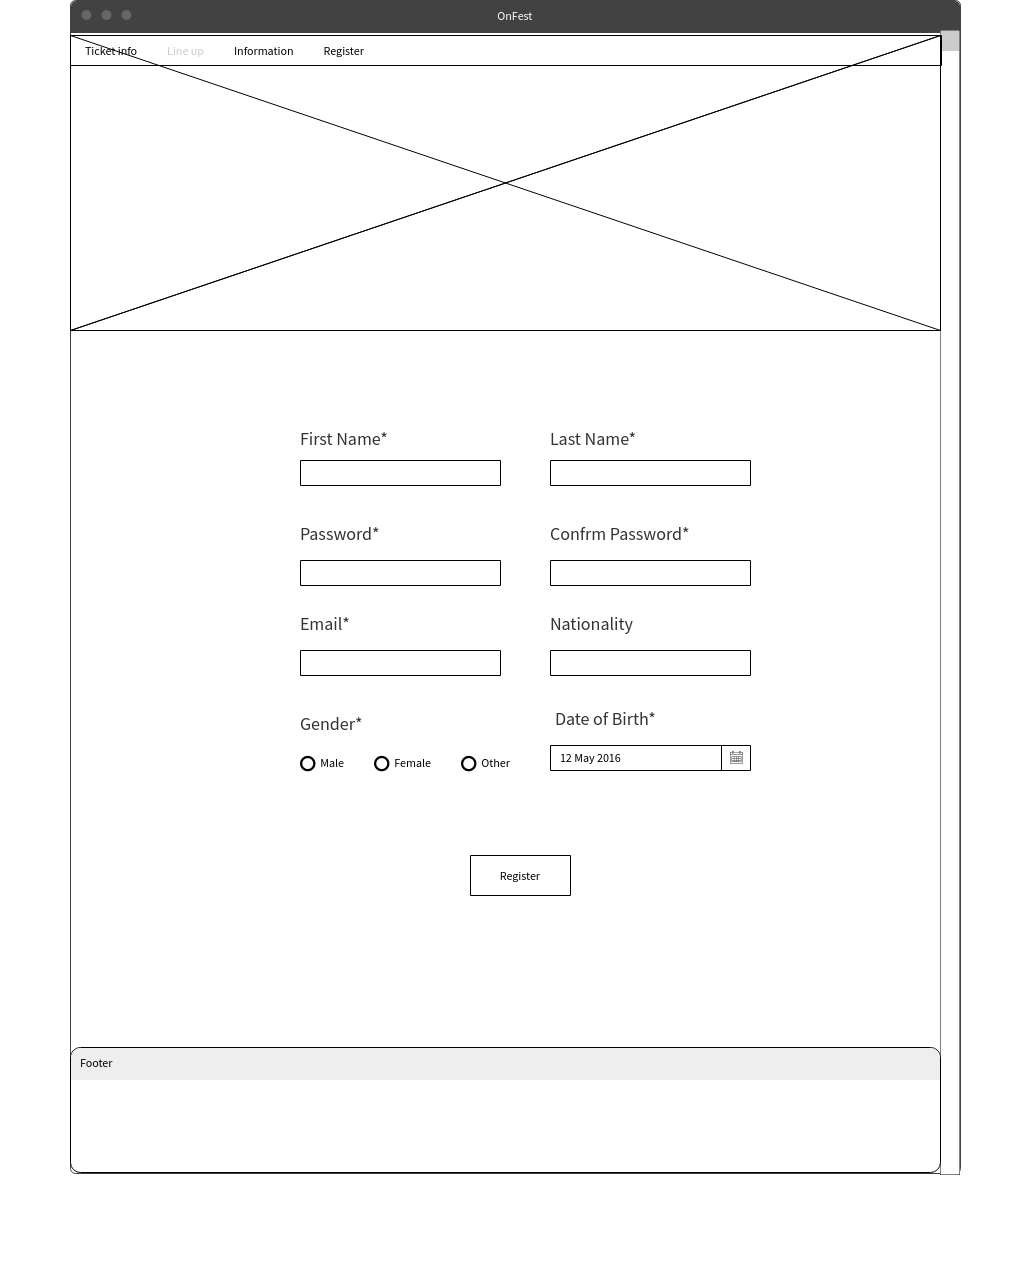 OnFest
Ticket info Line up Information Register
First Name* Last Name*
Password* Confrm Password*
Email* Nationality
Gender* Date of Birth*
Male Female Other 12 May 2016
Register
Footer